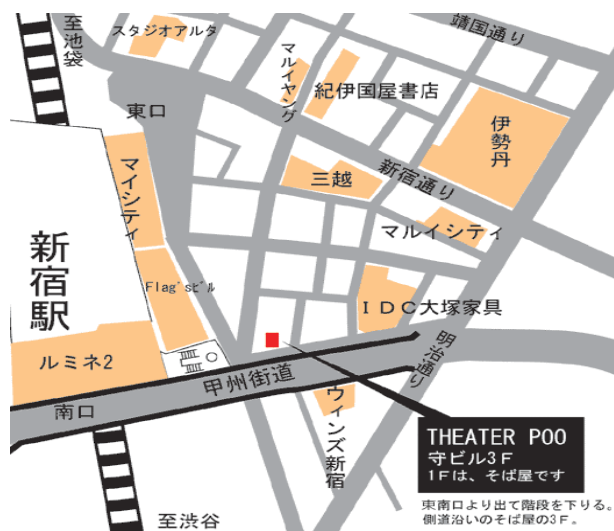 至池袋
スタジオアルタ
靖国通り
マルイヤング
紀伊国屋書店
東口
伊勢丹
三越
新宿通り
マイシティ
マルイシティ
新宿駅
Flag'sビル
IDC大塚家具
ルミネ2
明治通り
甲州街道
南口
ウィンズ新宿
THEATER POO
守ビル3F
1Fは、そば屋です
至渋谷
東南口より出て階段を下りる。
側道沿いのそば屋の3F。